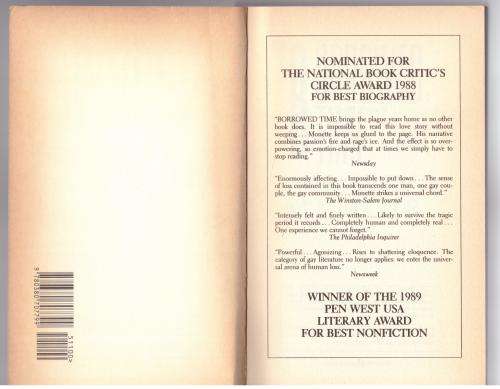 9 780380 707799
51100>
NOMINATED FOR
THE NATIONAL BOOK CRITIC'S
CIRCLE AWARD 1988
FOR BEST BIOGRAPHY
"BORROWED TIME brings the plague years home as no other
book does. It is impossible to read this love story without
weeping... Monette keeps us glued to the page. His narrative
combines passion's fire and rage's ice. And the effect is so over-
powering, so emotion-charged that at times we simply have to
stop reading."
Newsday
"Enormously affecting... Impossible to put down... The sense
of loss contained in this book transcends one man, one gay cou-
ple, the gay community... Monette strikes a universal chord."
The Winston-Salem Journal
"Intensely felt and finely written... Likely to survive the tragic
period it records... Completely human and completely real...
One experience we cannot forget."
The Philadelphia Inquirer
"Powerful... Agonizing... Rises to shattering eloquence. The
category of gay literature no longer applies: we enter the univer-
sal arena of human loss."
Newsweek
WINNER OF THE 1989
PEN WEST USA
LITERARY AWARD
FOR BEST NONFICTION